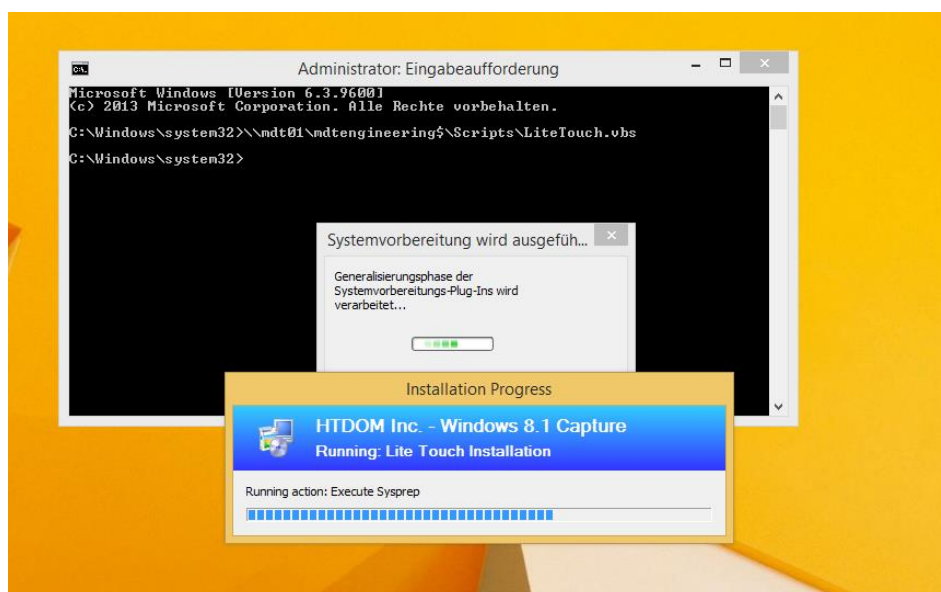 Administrator: Eingabeaufforderung
Microsoft Windows [Version 6.3.9600]
(c) 2013 Microsoft Corporation. Alle Rechte vorbehalten.
C:\Windows\system32>\\mdt01\mdtengineering$\Scripts\LiteTouch.vbs
C:\Windows\system32>
Systemvorbereitung wird ausgefüh...
Generalisierungsphase der
Systemvorbereitungs-Plug-Ins wird
verarbeitet...
Installation Progress
HTDOM Inc. - Windows 8.1 Capture
Running: Lite Touch Installation
Running action: Execute Sysprep